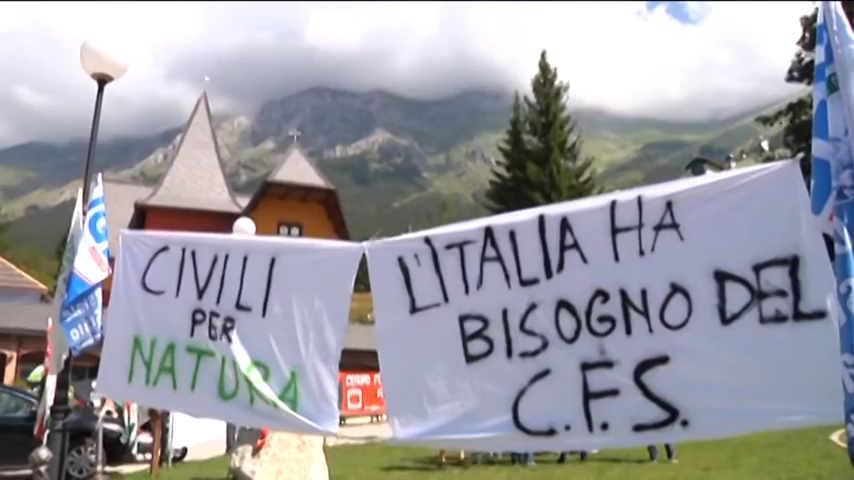 CIVILI
PER
NATURA
L'ITALIA HA
BISOGNO DEL
C.F.S.